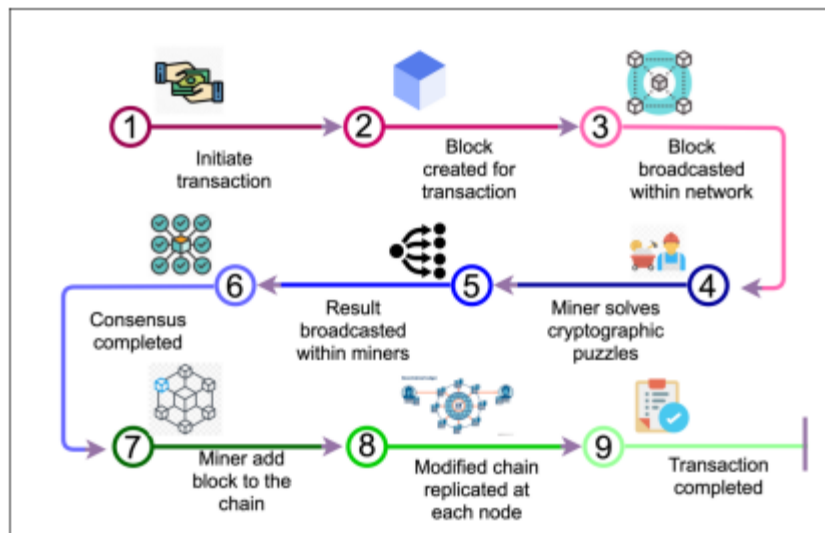 1
Initiate
transaction
2
Block
created for
transaction
3
Block
broadcasted
within network
4
Miner solves
cryptographic
puzzles
5
Result
broadcasted
within miners
6
Consensus
completed
7
Miner add
block to the
chain
8
Modified chain
replicated at
each node
9
Transaction
completed